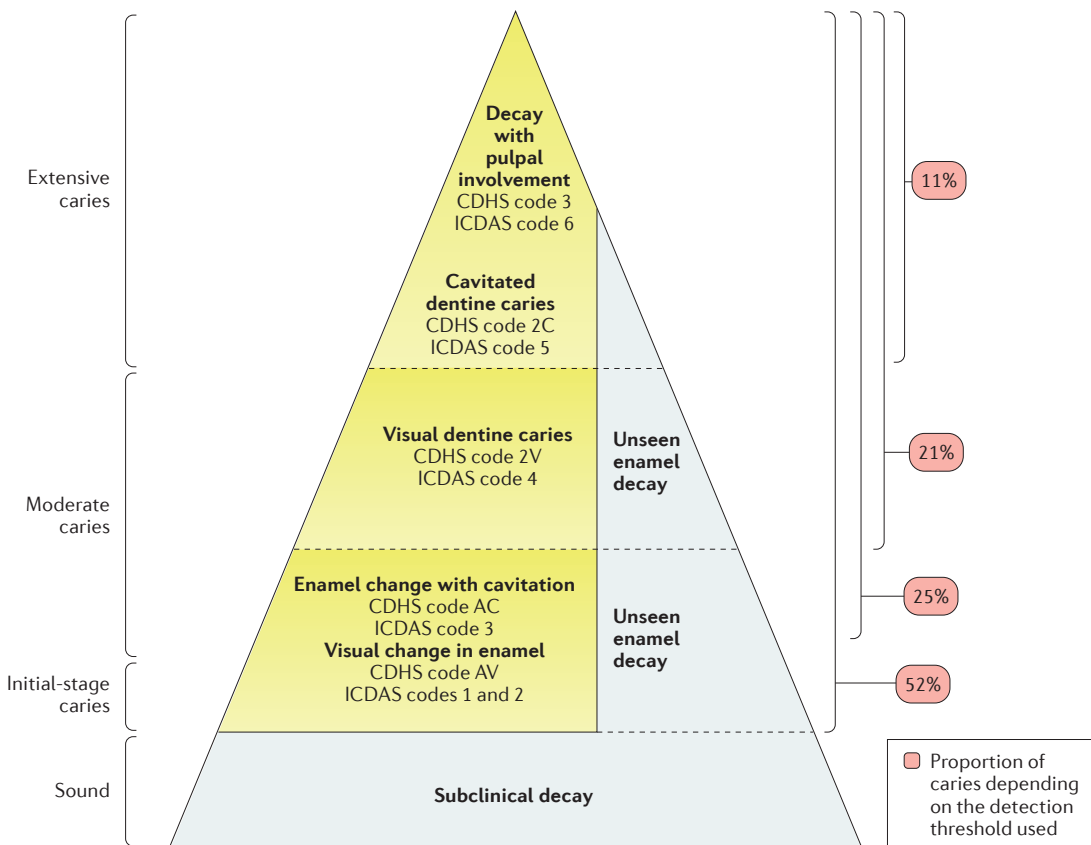 Extensive
caries
Moderate
caries
Initial-stage
caries
Sound
Decay
with
pulpal
involvement
CDHS code 3
ICDAS code 6
Cavitated
dentine caries
CDHS code 2C
ICDAS code 5
Visual dentine caries
CDHS code 2V
ICDAS code 4
Unseen
enamel
decay
Enamel change with cavitation
CDHS code AC
ICDAS code 3
Visual change in enamel
CDHS code AV
ICDAS codes 1 and 2
Unseen
enamel
decay
Subclinical decay
11%
21%
25%
52%
Proportion of
caries depending
on the detection
threshold used